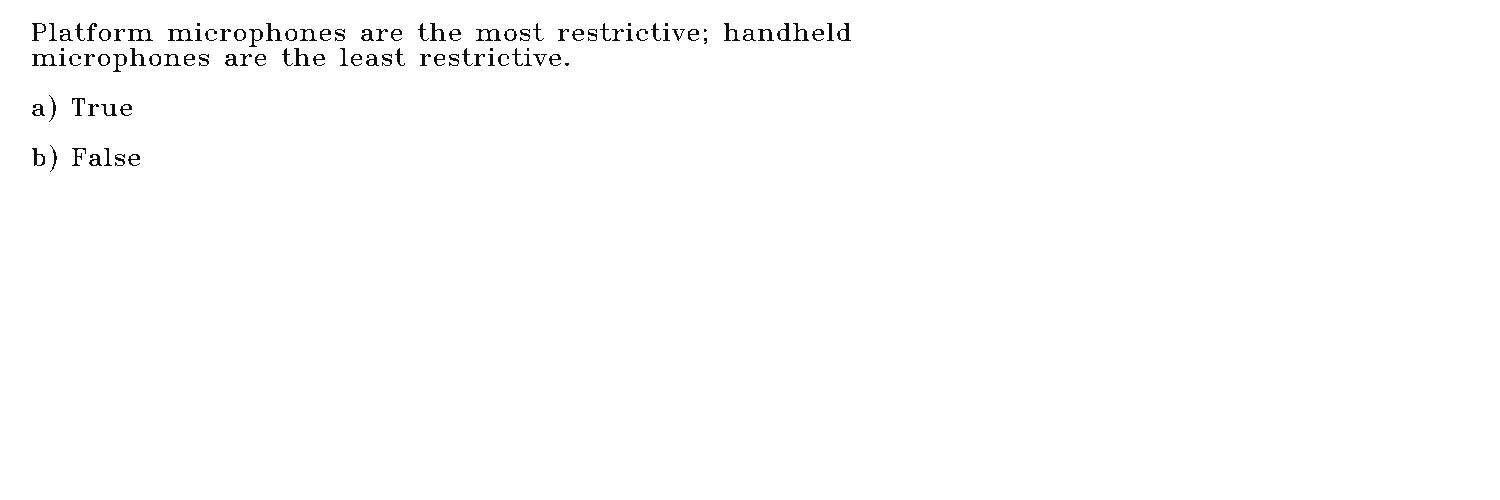 Platform microphones are the most restrictive; handheld
microphones are the least restrictive.
a) True
b) False